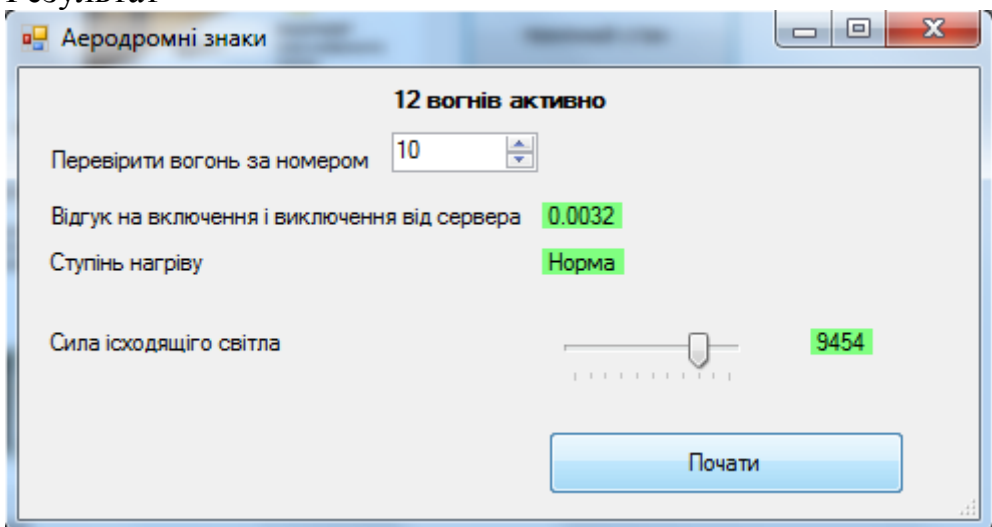 Результат
Аеродромні знаки
12 вогнів активно
Перевірити вогонь за номером 10
Відгук на включення і виключення від сервера 0.0032
Ступінь нагріву Норма
Сила ісходящіго світла 9454
Почати